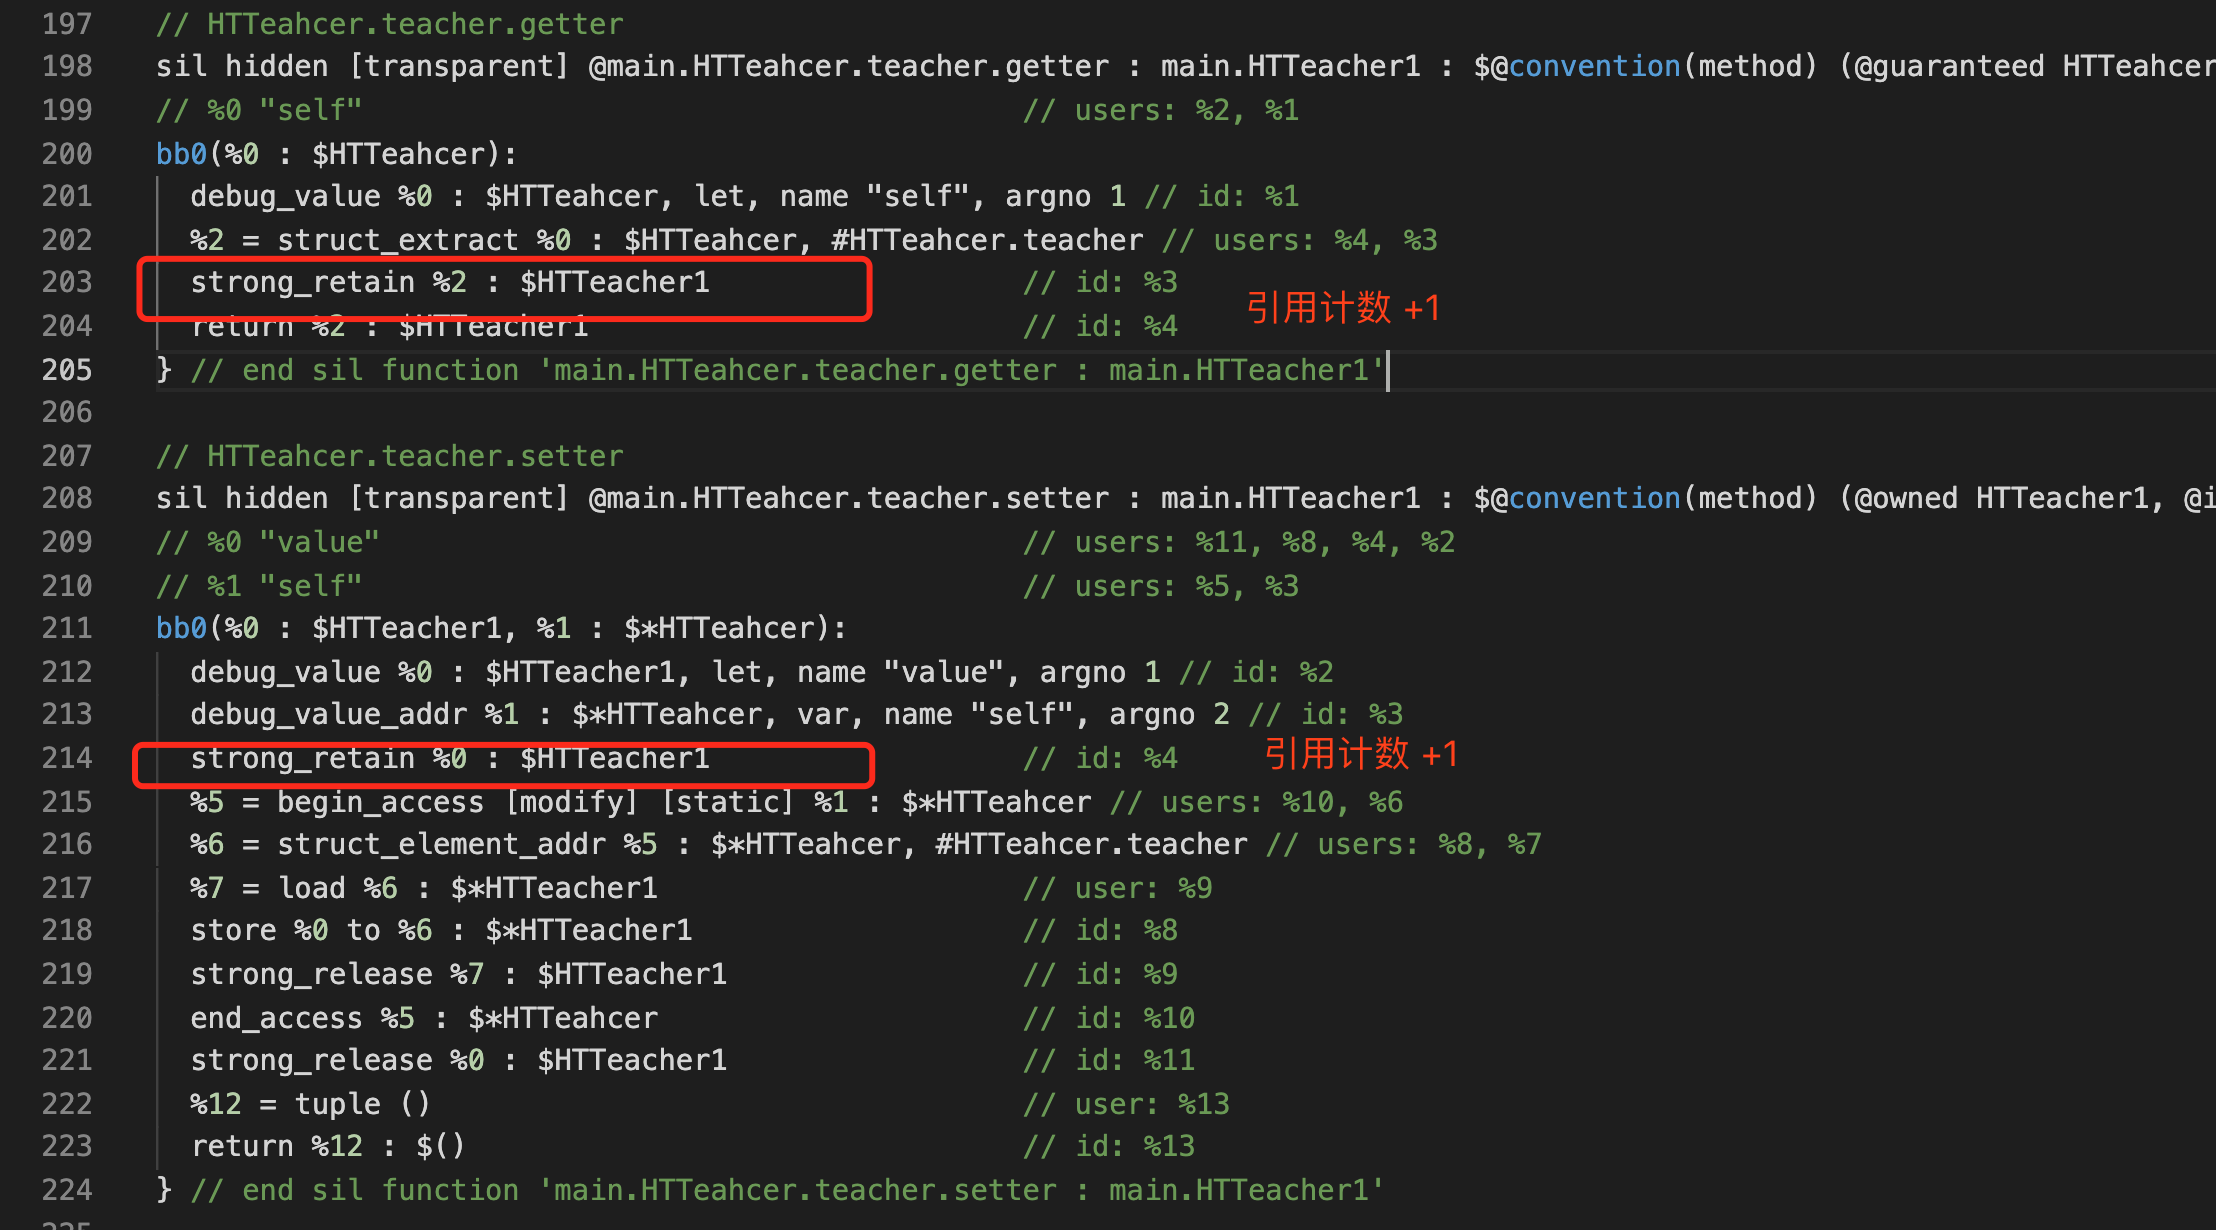 197 // HTTeahcer.teacher.getter
198 sil hidden [transparent] @main.HTTeahcer.teacher.getter : main.HTTeacher1 : $@convention(method) (@guaranteed HTTeahcer
199 // %0 "self" // users: %2, %1
200 bb0(%0 : $HTTeahcer):
201 debug_value %0 : $HTTeahcer, let, name "self", argno 1 // id: %1
202 %2 = struct_extract %0 : $HTTeahcer, #HTTeahcer.teacher // users: %4, %3
203 strong_retain %2 : $HTTeacher1 // id: %3
引用计数 +1
204 return %2 : $HTTeacher1 // id: %4
205 } // end sil function 'main.HTTeahcer.teacher.getter : main.HTTeacher1'
206
207 // HTTeahcer.teacher.setter
208 sil hidden [transparent] @main.HTTeahcer.teacher.setter : main.HTTeacher1 : $@convention(method) (@owned HTTeacher1, @i
209 // %0 "value" // users: %11, %8, %4, %2
210 // %1 "self" // users: %5, %3
211 bb0(%0 : $HTTeacher1, %1 : $*HTTeahcer):
212 debug_value %0 : $HTTeacher1, let, name "value", argno 1 // id: %2
213 debug_value_addr %1 : $*HTTeahcer, var, name "self", argno 2 // id: %3
214 strong_retain %0 : $HTTeacher1 // id: %4 引用计数 +1
215 %5 = begin_access [modify] [static] %1 : $*HTTeahcer // users: %10, %6
216 %6 = struct_element_addr %5 : $*HTTeahcer, #HTTeahcer.teacher // users: %8, %7
217 %7 = load %6 : $*HTTeacher1 // user: %9
218 store %0 to %6 : $*HTTeacher1 // id: %8
219 strong_release %7 : $HTTeacher1 // id: %9
220 end_access %5 : $*HTTeahcer // id: %10
221 strong_release %0 : $HTTeacher1 // id: %11
222 %12 = tuple () // user: %13
223 return %12 : $() // id: %13
224 } // end sil function 'main.HTTeahcer.teacher.setter : main.HTTeacher1'